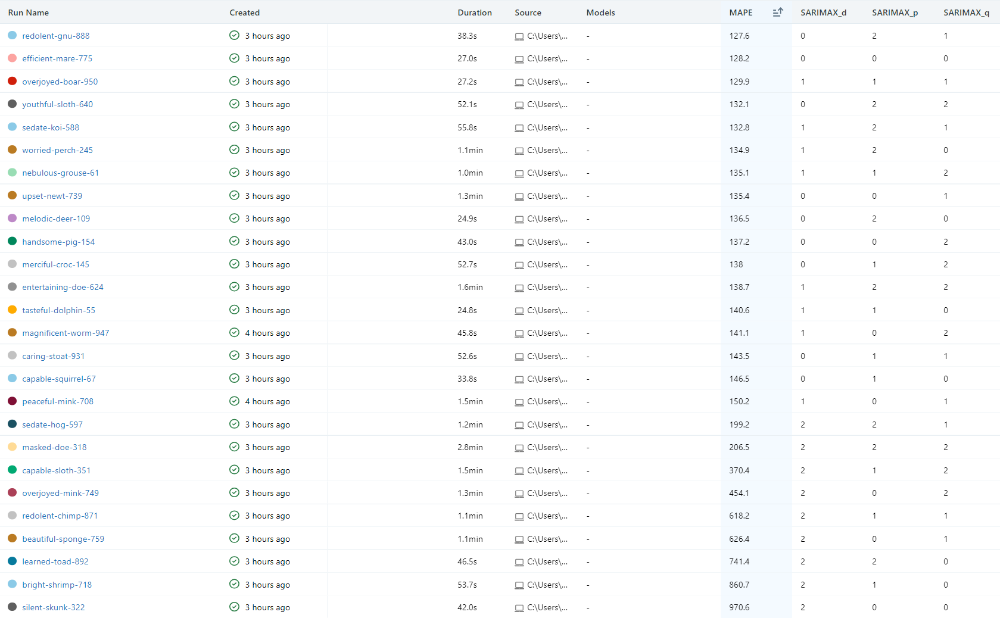 Run Name Created Duration Source Models MAPE SARIMAX_d SARIMAX_p SARIMAX_q
redolent-gnu-888 3 hours ago 38.3s C:\Users\... - 127.6 0 2 1
efficient-mare-775 3 hours ago 27.0s C:\Users\... - 128.2 0 0 0
overjoyed-boar-950 3 hours ago 27.2s C:\Users\... - 129.9 1 1 1
youthful-sloth-640 3 hours ago 52.1s C:\Users\... - 132.1 0 2 2
sedate-koi-588 3 hours ago 55.8s C:\Users\... - 132.8 1 2 1
worried-perch-245 3 hours ago 1.1min C:\Users\... - 134.9 1 2 0
nebulous-grouse-61 3 hours ago 1.0min C:\Users\... - 135.1 1 1 2
upset-newt-739 3 hours ago 1.3min C:\Users\... - 135.4 0 0 1
melodic-deer-109 3 hours ago 24.9s C:\Users\... - 136.5 0 2 0
handsome-pig-154 3 hours ago 43.0s C:\Users\... - 137.2 0 0 2
merciful-croc-145 3 hours ago 52.7s C:\Users\... - 138 0 1 2
entertaining-doe-624 3 hours ago 1.6min C:\Users\... - 138.7 1 2 2
tasteful-dolphin-55 3 hours ago 24.8s C:\Users\... - 140.6 1 1 0
magnificent-worm-947 4 hours ago 45.8s C:\Users\... - 141.1 1 0 2
caring-stoat-931 3 hours ago 52.6s C:\Users\... - 143.5 0 1 1
capable-squirrel-67 3 hours ago 33.8s C:\Users\... - 146.5 0 1 0
peaceful-mink-708 4 hours ago 1.5min C:\Users\... - 150.2 1 0 1
sedate-hog-597 3 hours ago 1.2min C:\Users\... - 199.2 2 2 1
masked-doe-318 3 hours ago 2.8min C:\Users\... - 206.5 2 2 2
capable-sloth-351 3 hours ago 1.5min C:\Users\... - 370.4 2 1 2
overjoyed-mink-749 3 hours ago 1.3min C:\Users\... - 454.1 2 0 2
redolent-chimp-871 3 hours ago 1.1min C:\Users\... - 618.2 2 1 1
beautiful-sponge-759 3 hours ago 1.1min C:\Users\... - 626.4 2 0 1
learned-toad-892 3 hours ago 46.5s C:\Users\... - 741.4 2 2 0
bright-shrimp-718 3 hours ago 53.7s C:\Users\... - 860.7 2 1 0
silent-skunk-322 3 hours ago 42.0s C:\Users\... - 970.6 2 0 0